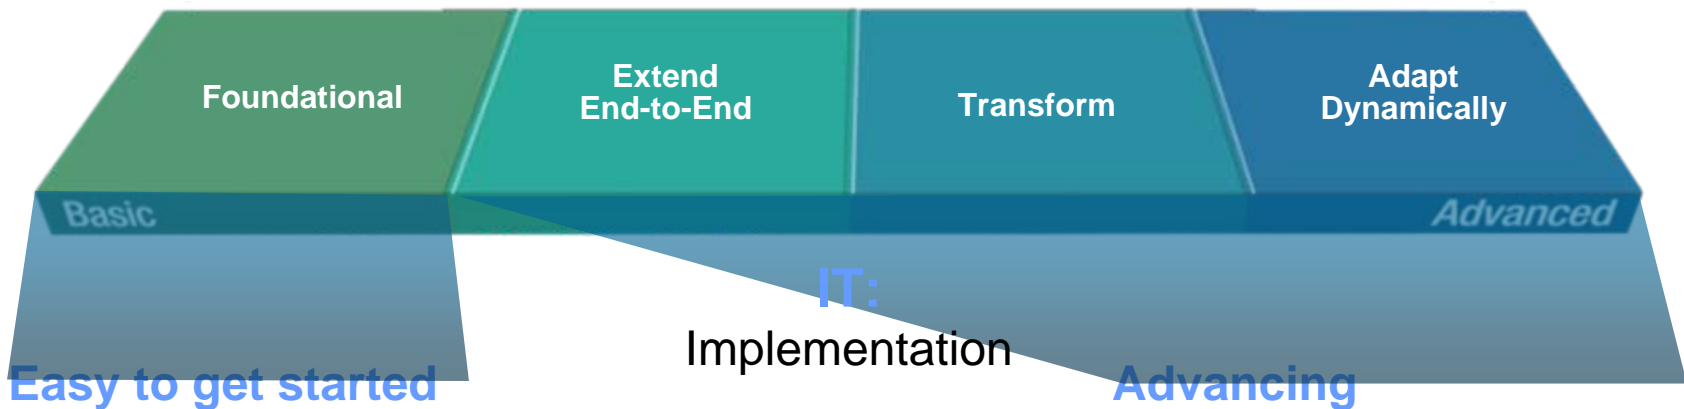 Foundational
Extend
End-to-End
Transform
Adapt
Dynamically
Basic
Advanced
IT:
Implementation
Easy to get started
Advancing